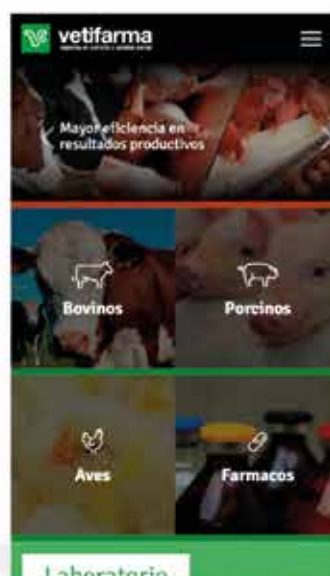 vetifarma
Mayor eficiencia en
resultados productivos
Bovinos
Porcinos
Aves
Farmacos
Laboratorio